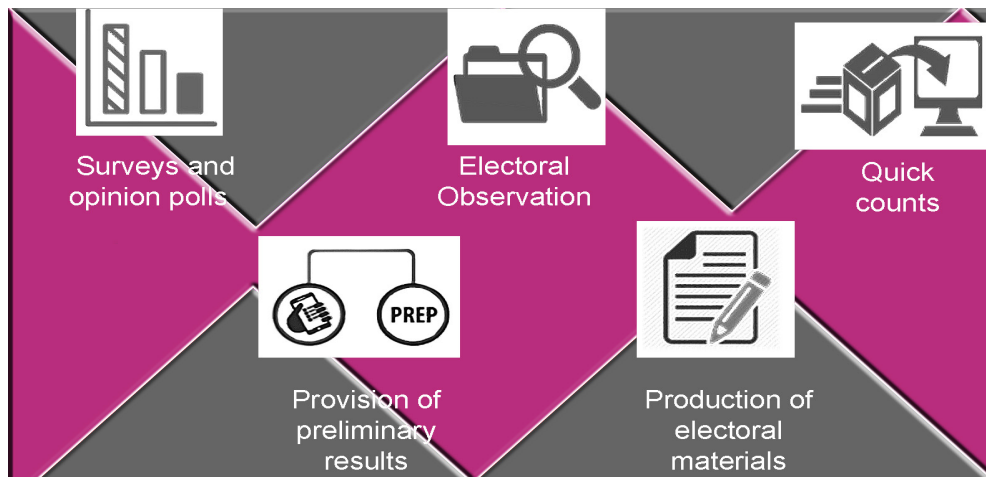 Surveys and
opinion polls
Electoral
Observation
Quick
counts
PREP
Provision of
preliminary
results
Production of
electoral
materials